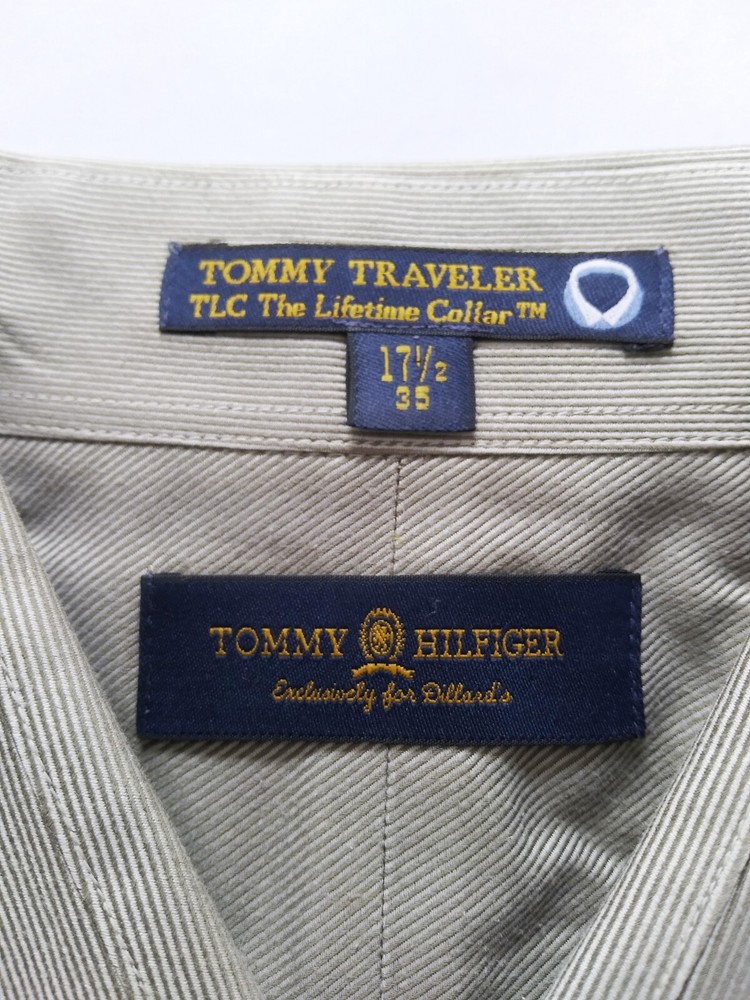 TOMMY TRAVELER
TLC The Lifetime Collar™
17½
35
TOMMY HILFIGER
Exclusively for Dillard's